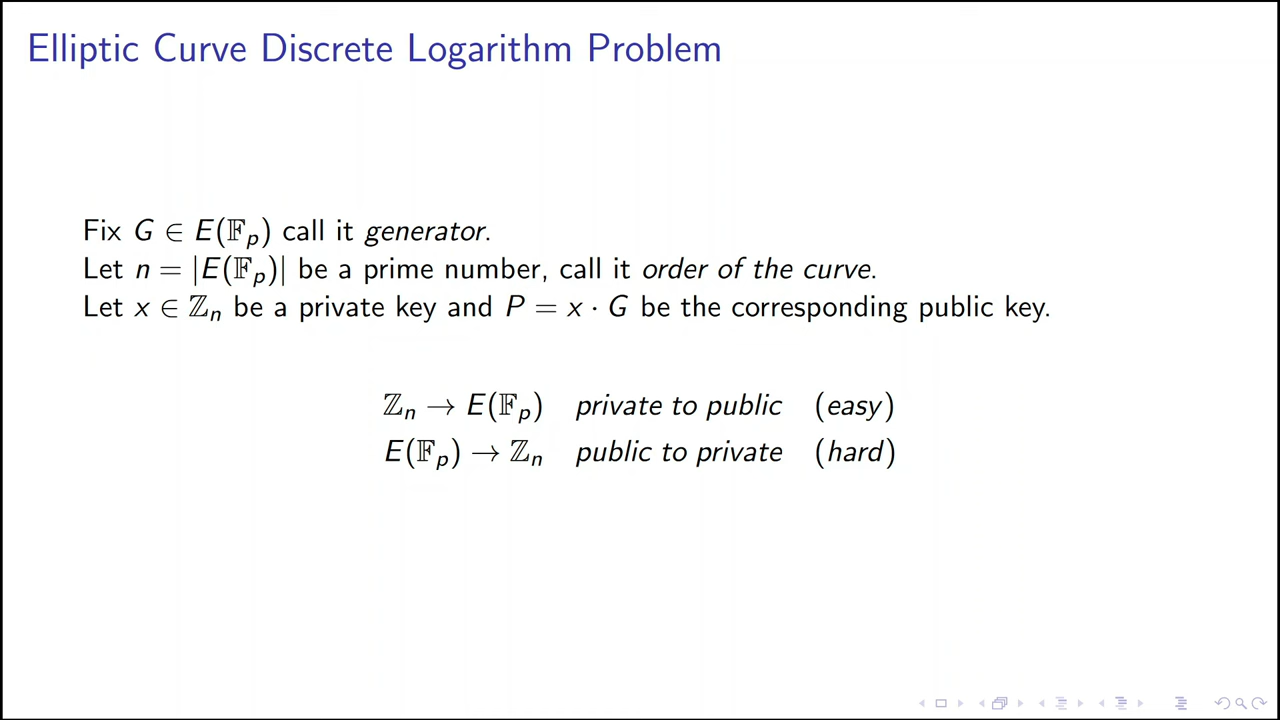 Elliptic Curve Discrete Logarithm Problem
Fix G ∈ E(𝔽ₚ) call it generator.
Let n = |E(𝔽ₚ)| be a prime number, call it order of the curve.
Let x ∈ ℤₙ be a private key and P = x · G be the corresponding public key.
ℤₙ → E(𝔽ₚ) private to public (easy)
E(𝔽ₚ) → ℤₙ public to private (hard)